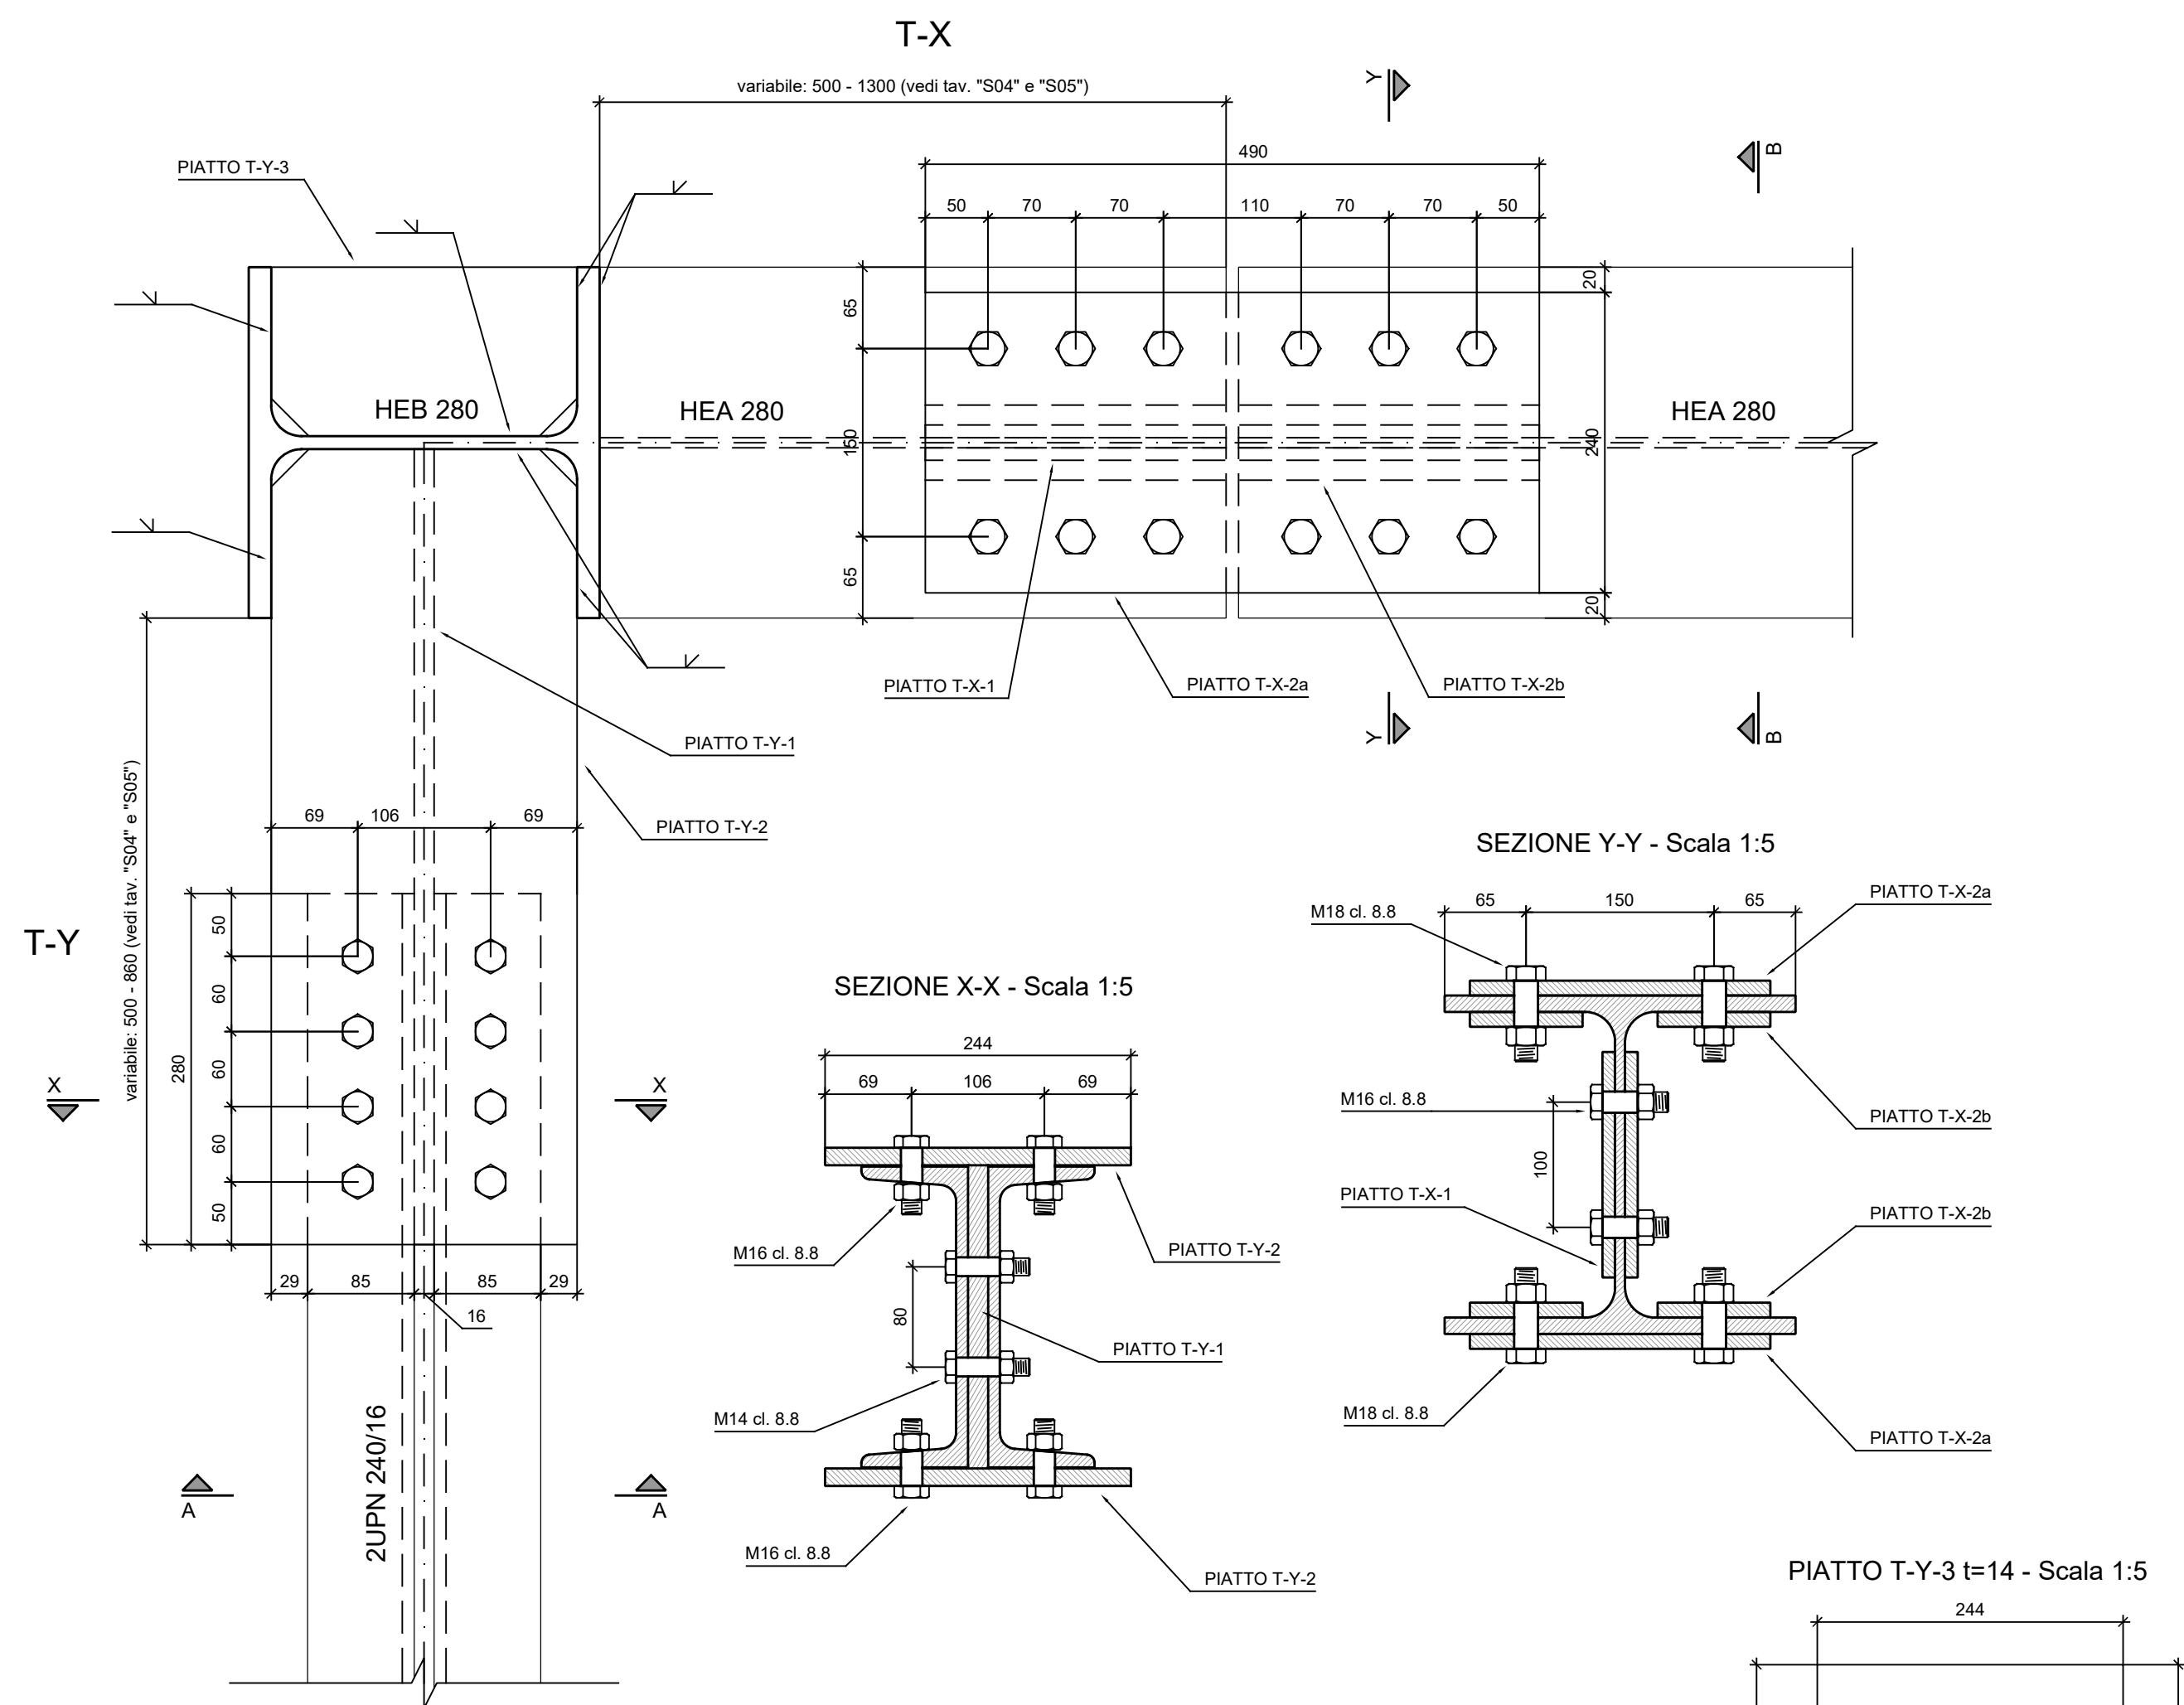 T-X
variabile: 500 - 1300 (vedi tav. "S04" e "S05")
Y
B
490
PIATTO T-Y-3
50 70 70 110 70 70 50
20
65
HEB 280
HEA 280
150
240
HEA 280
65
20
PIATTO T-X-1
PIATTO T-X-2a
PIATTO T-X-2b
Y
B
PIATTO T-Y-1
variabile: 500 - 860 (vedi tav. "S04" e "S05")
69 106 69
PIATTO T-Y-2
T-Y
50
60
60
60
50
280
X
X
29 85 85 29
16
2UPN 240/16
A
A
SEZIONE X-X - Scala 1:5
244
69 106 69
M16 cl. 8.8
PIATTO T-Y-2
80
PIATTO T-Y-1
M14 cl. 8.8
M16 cl. 8.8
PIATTO T-Y-2
SEZIONE Y-Y - Scala 1:5
65 150 65
PIATTO T-X-2a
M18 cl. 8.8
M16 cl. 8.8
PIATTO T-X-2b
100
PIATTO T-X-1
PIATTO T-X-2b
M18 cl. 8.8
PIATTO T-X-2a
PIATTO T-Y-3 t=14 - Scala 1:5
244